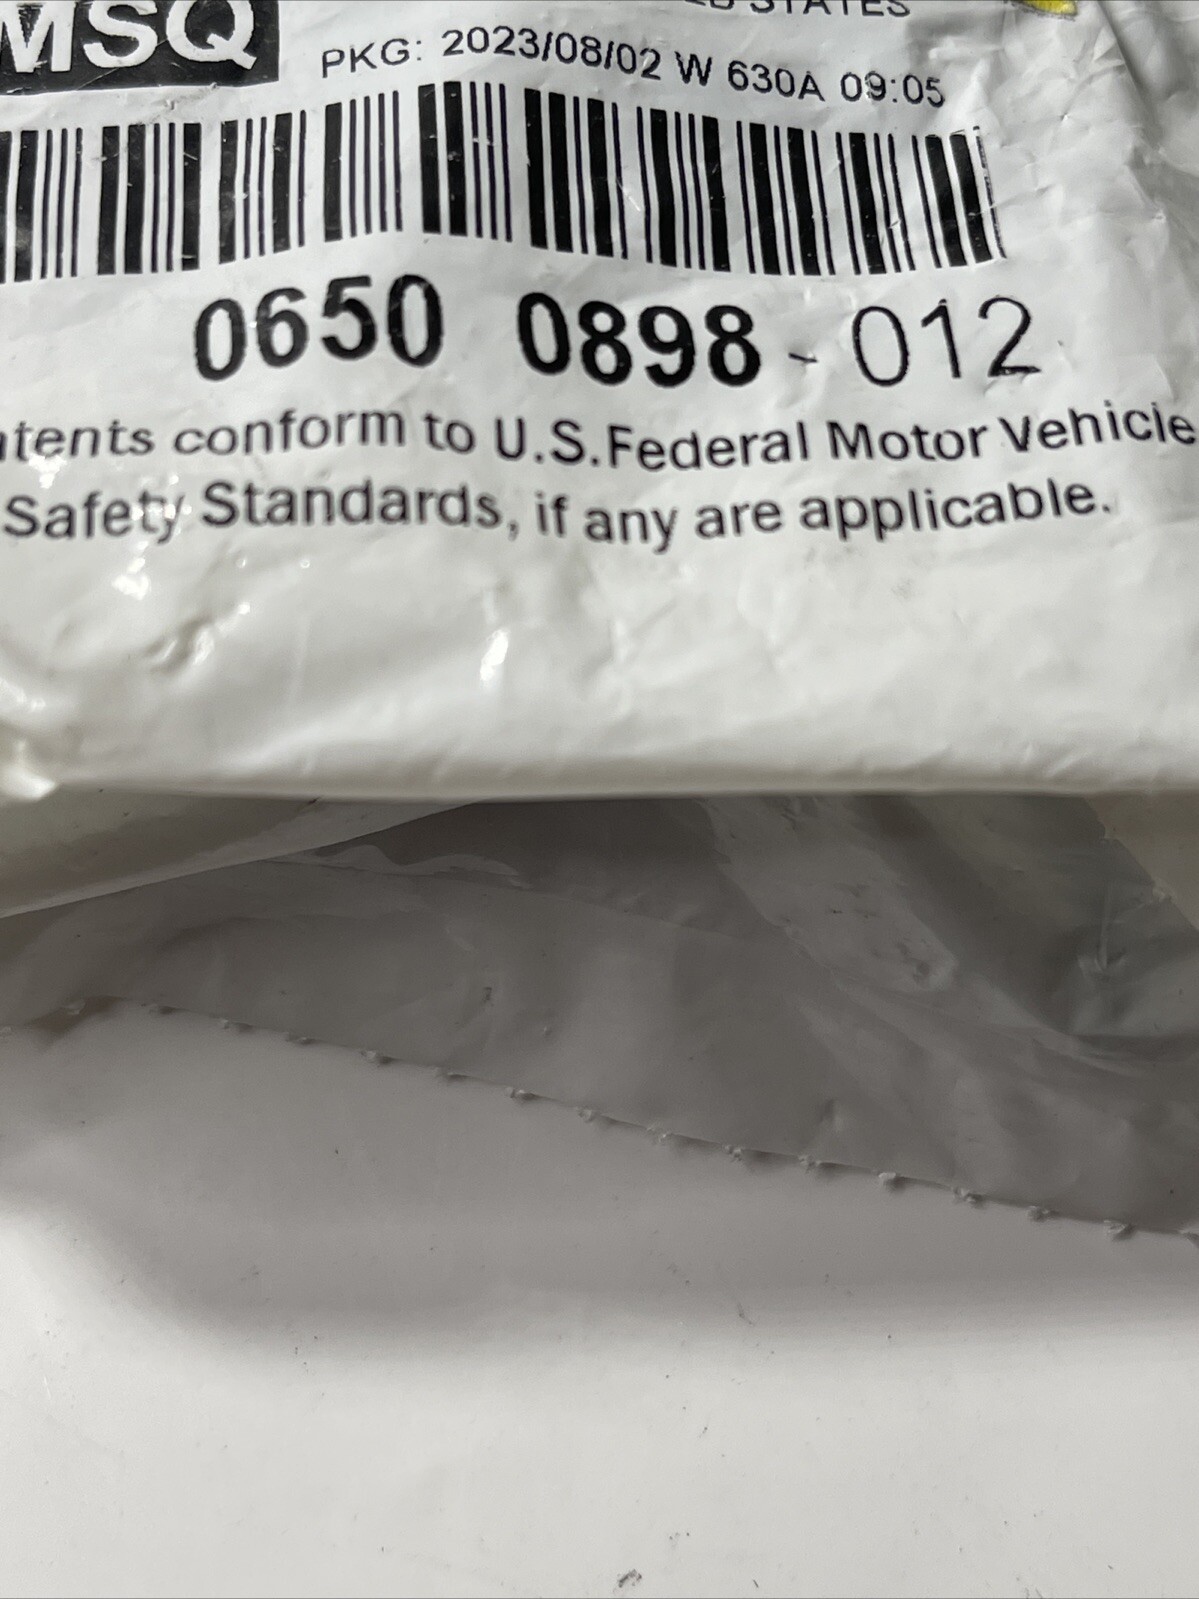 MSQ
STATES
PKG: 2023/08/02 W 630A 09:05
0650 0898-012
conform to U.S.Federal Motor Vehicle
Safety Standards, if any are applicable.